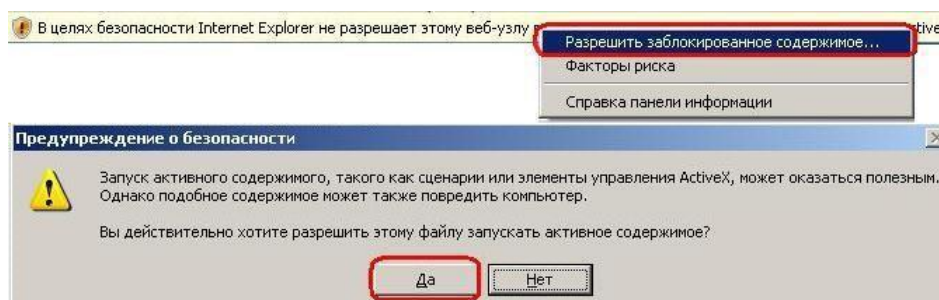 В целях безопасности Internet Explorer не разрешает этому веб-узлу
Разрешить заблокированное содержимое...
Факторы риска
Справка панели информации
Предупреждение о безопасности
Запуск активного содержимого, такого как сценарии или элементы управления ActiveX, может оказаться полезным.
Однако подобное содержимое может также повредить компьютер.
Вы действительно хотите разрешить этому файлу запускать активное содержимое?
Да
Нет